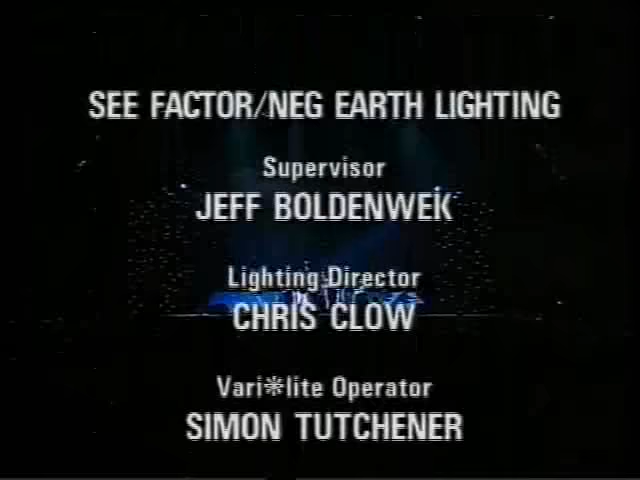 SEE FACTOR/NEG EARTH LIGHTING
Supervisor
JEFF BOLDENWEK
Lighting Director
CHRIS CLOW
Vari✳lite Operator
SIMON TUTCHENER